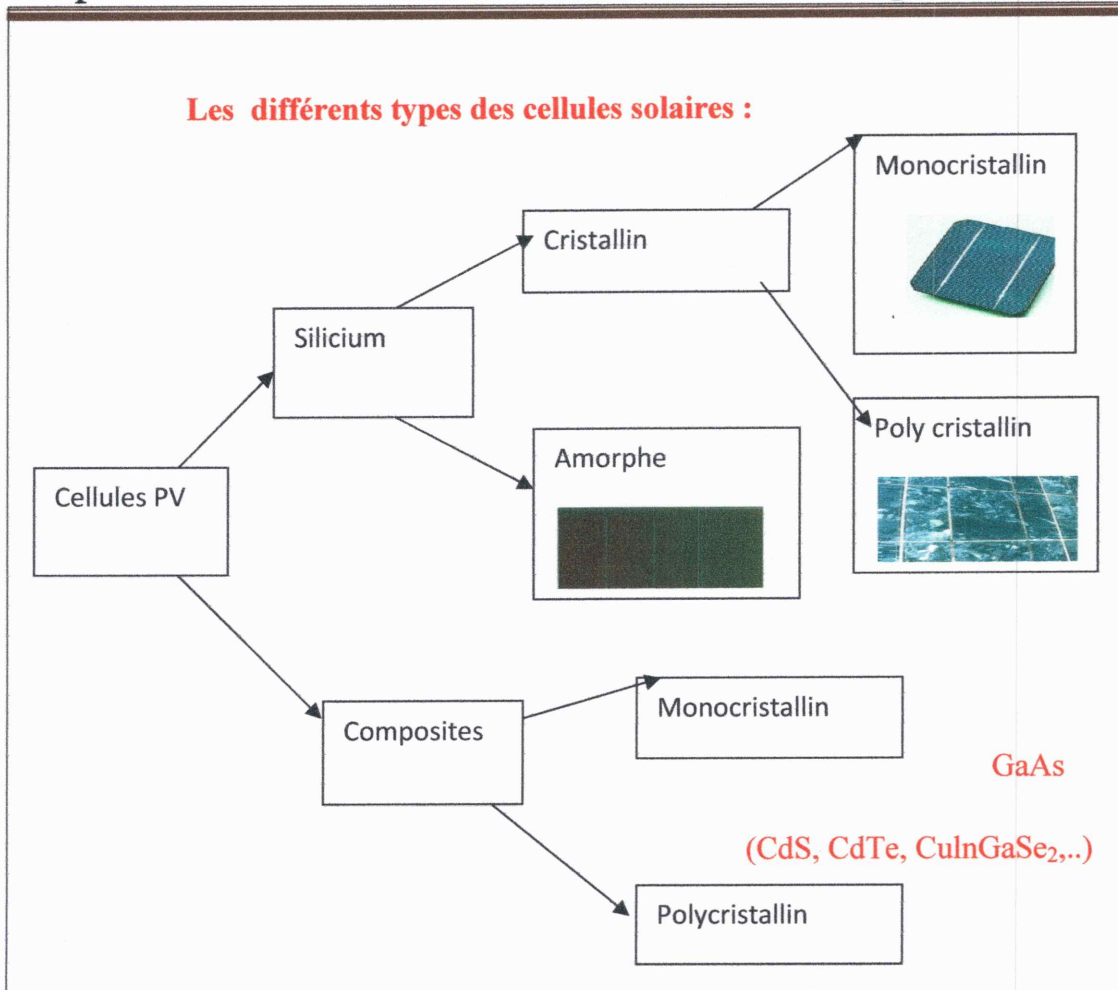 Les différents types des cellules solaires :
Monocristallin
Cristallin
Silicium
Poly cristallin
Amorphe
Cellules PV
Monocristallin
Composites
GaAs
(CdS, CdTe, CuInGaSe₂,..)
Polycristallin